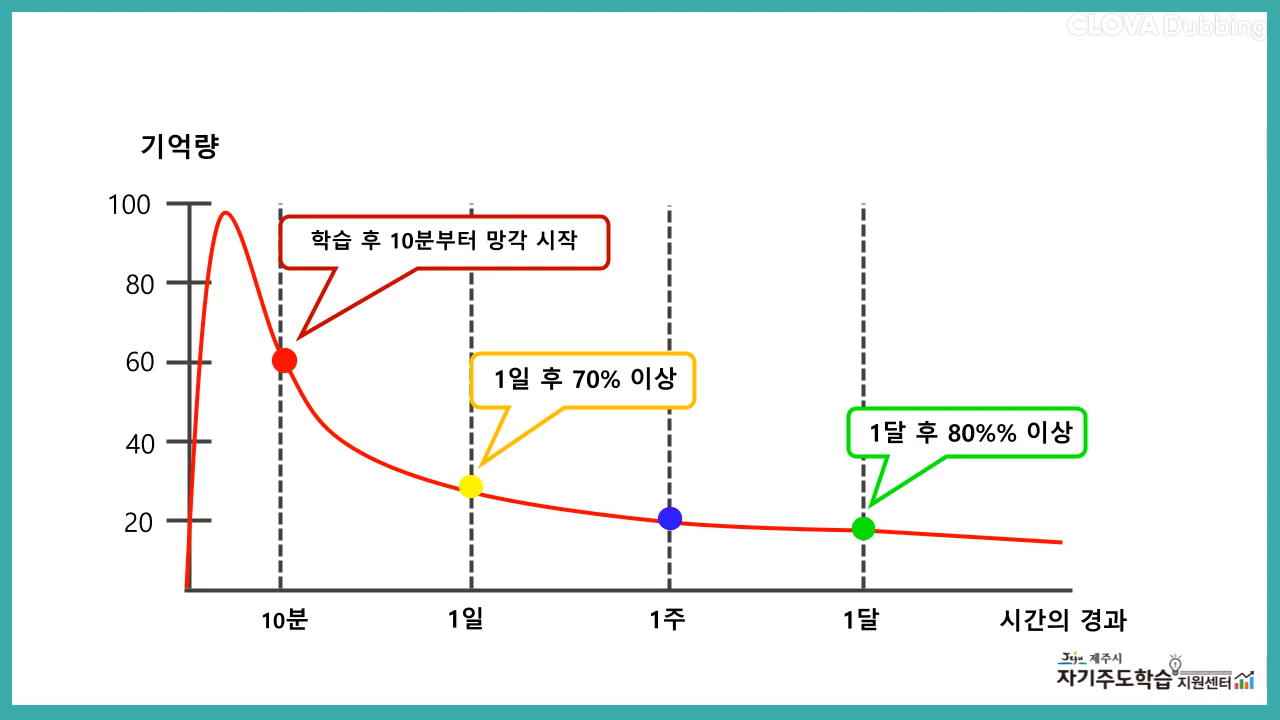 CLOVA Dubbing
기억량
100
80
60
40
20
학습 후 10분부터 망각 시작
1일 후 70% 이상
1달 후 80%% 이상
10분
1일
1주
1달
시간의 경과
Jeju 제주시
자기주도학습 지원센터